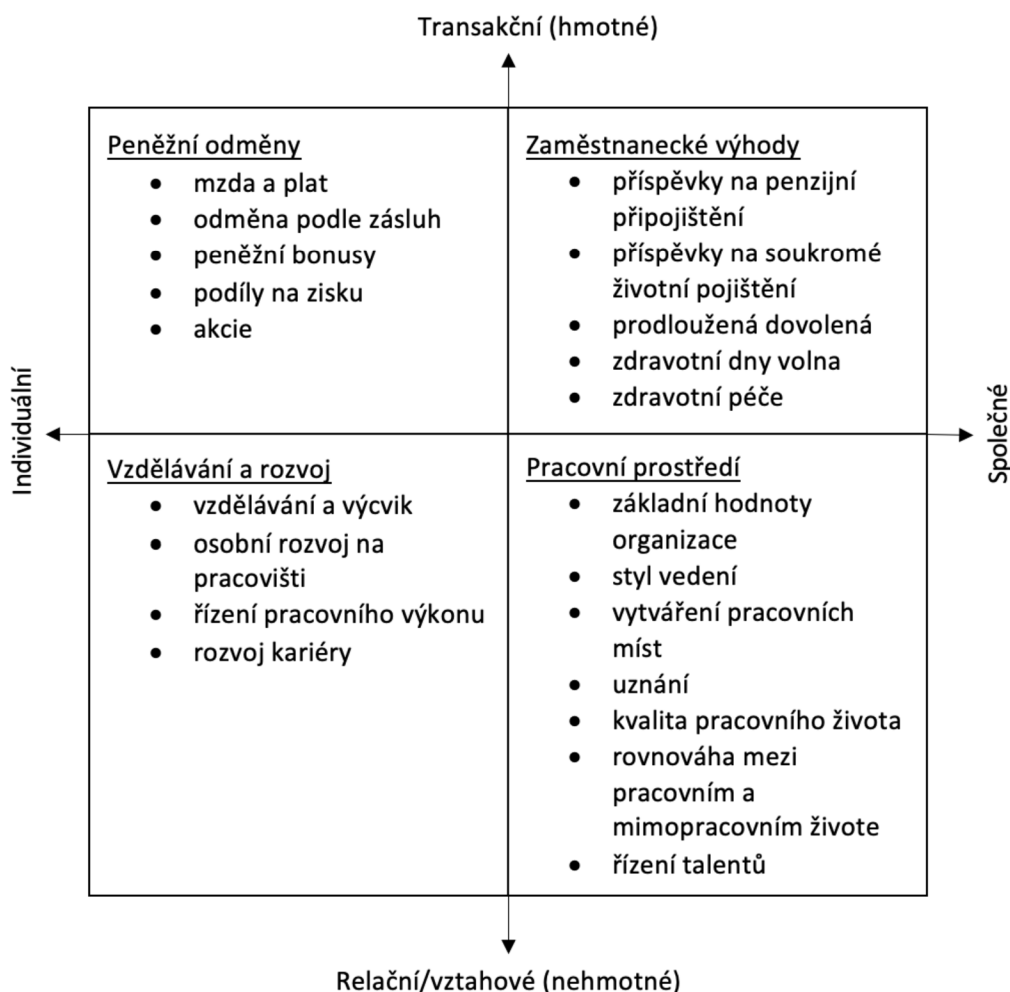 Transakční (hmotné)
Peněžní odměny
• mzda a plat
• odměna podle zásluh
• peněžní bonusy
• podíly na zisku
• akcie
Zaměstnanecké výhody
• příspěvky na penzijní
připojištění
• příspěvky na soukromé
životní pojištění
• prodloužená dovolená
• zdravotní dny volna
• zdravotní péče
Individuální
Společné
Vzdělávání a rozvoj
• vzdělávání a výcvik
• osobní rozvoj na
pracovišti
• řízení pracovního výkonu
• rozvoj kariéry
Pracovní prostředí
• základní hodnoty
organizace
• styl vedení
• vytváření pracovních
míst
• uznání
• kvalita pracovního života
• rovnováha mezi
pracovním a
mimopracovním živote
• řízení talentů
Relační/vztahové (nehmotné)